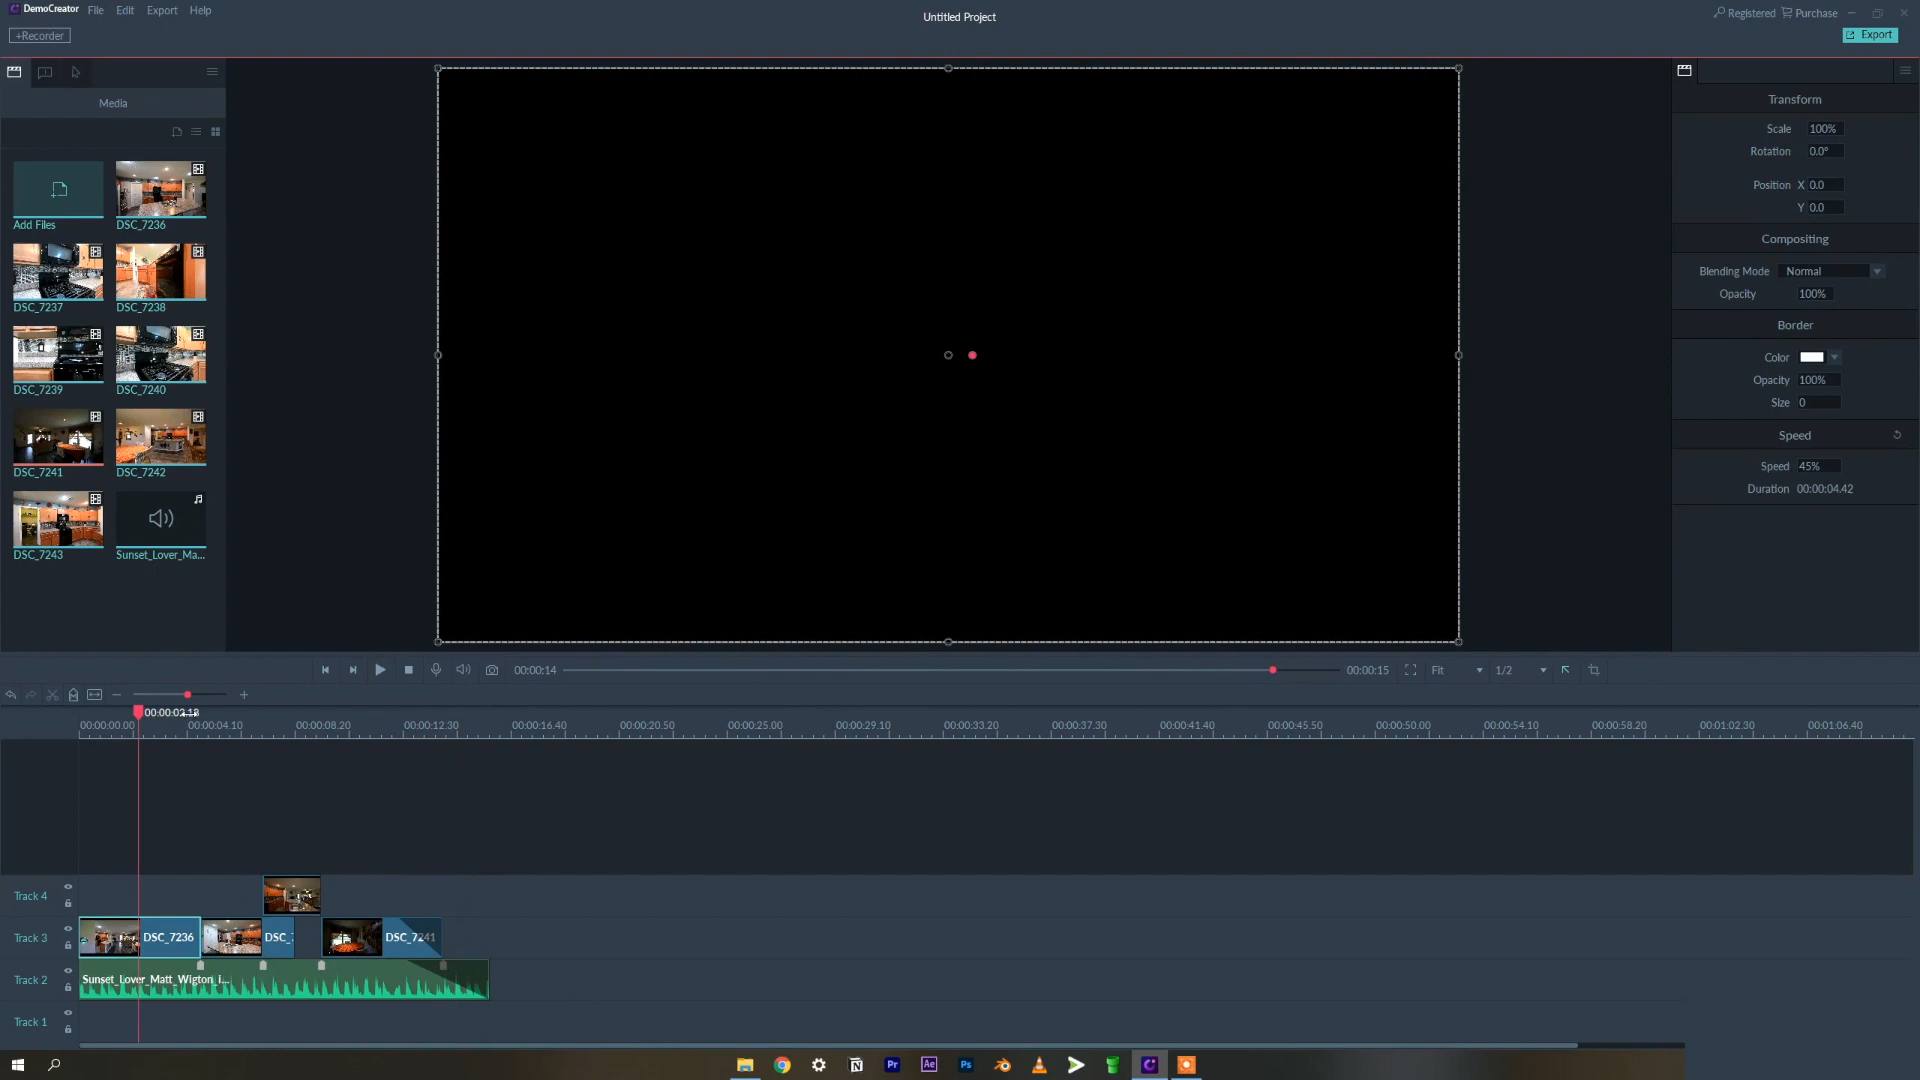 DemoCreator File Edit Export Help
Untitled Project
Registered Purchase
+Recorder
Export
Media
Add Files
DSC_7236
DSC_7237
DSC_7238
DSC_7239
DSC_7240
DSC_7241
DSC_7242
DSC_7243
Sunset_Lover_Ma...
Transform
Scale 100%
Rotation 0.0°
Position X 0.0
Y 0.0
Compositing
Blending Mode Normal
Opacity 100%
Border
Color
Opacity 100%
Size 0
Speed
Speed 45%
Duration 00:00:04.42
00:00:14
00:00:15
Fit
1/2
00:00:00.00 00:00:04.10 00:00:08.20 00:00:12.30 00:00:16.40 00:00:20.50 00:00:25.00 00:00:29.10 00:00:33.20 00:00:37.30 00:00:41.40 00:00:45.50 00:00:50.00 00:00:54.10 00:00:58.20 00:01:02.30 00:01:06.40
Track 4
Track 3
DSC_7236
DSC_7241
Track 2
Sunset_Lover_Matt_Wigton_i...
Track 1
Pr
Ae
Ps